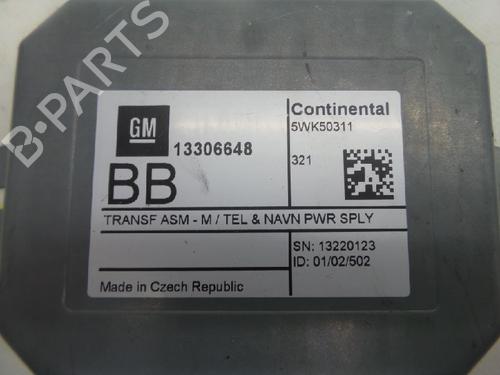 GM
13306648
BB
Continental
5WK50311
321
TRANSF ASM - M / TEL & NAVN PWR SPLY
SN: 13220123
ID: 01/02/502
Made in Czech Republic
B-PARTS